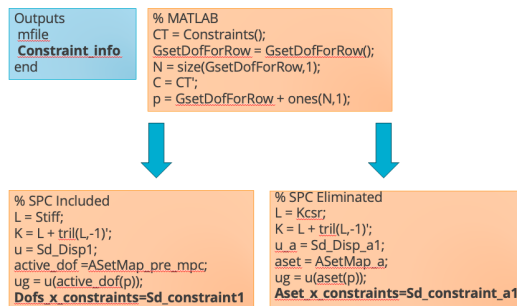 Outputs
mfile
Constraint_info
end
% MATLAB
CT = Constraints();
GsetDofForRow = GsetDofForRow();
N = size(GsetDofForRow,1);
C = CT';
p = GsetDofForRow + ones(N,1);
% SPC Included
L = Stiff;
K = L + tril(L,-1)';
u = Sd_Disp1;
active_dof =ASetMap_pre_mpc;
ug = u(active_dof(p));
Dofs_x_constraints=Sd_constraint1
% SPC Eliminated
L = Kcsr;
K = L + tril(L,-1)';
u_a = Sd_Disp_a1;
aset = ASetMap_a;
ug = u(aset(p));
Aset_x_constraints=Sd_constraint_a1